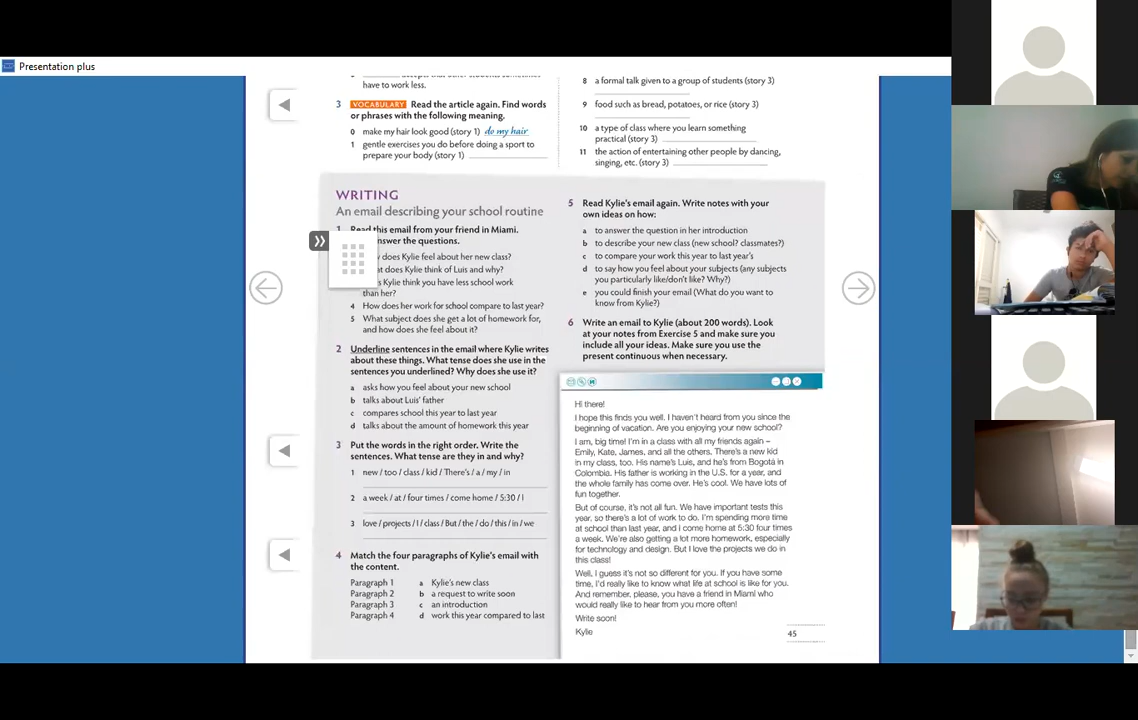 Presentation plus
have to work less.
3 VOCABULARY Read the article again. Find words
or phrases with the following meaning.
0 make my hair look good (story 1) do my hair
1 gentle exercises you do before doing a sport to
prepare your body (story 1)
8 a formal talk given to a group of students (story 3)
9 food such as bread, potatoes, or rice (story 3)
10 a type of class where you learn something
practical (story 3)
11 the action of entertaining other people by dancing,
singing, etc. (story 3)
WRITING
An email describing your school routine
1 Read this email from your friend in Miami.
answer the questions.
does Kylie feel about her new class?
does Kylie think of Luis and why?
Kylie think you have less school work
than her?
4 How does her work for school compare to last year?
5 What subject does she get a lot of homework for,
and how does she feel about it?
2 Underline sentences in the email where Kylie writes
about these things. What tense does she use in the
sentences you underlined? Why does she use it?
a asks how you feel about your new school
b talks about Luis' father
c compares school this year to last year
d talks about the amount of homework this year
3 Put the words in the right order. Write the
sentences. What tense are they in and why?
1 new / too / class / kid / There's / a / my / in
2 a week / at / four times / come home / 5:30 / I
3 love / projects / I / class / But / the / do / this / in / we
4 Match the four paragraphs of Kylie's email with
the content.
Paragraph 1 a Kylie's new class
Paragraph 2 b a request to write soon
Paragraph 3 c an introduction
Paragraph 4 d work this year compared to last
5 Read Kylie's email again. Write notes with your
own ideas on how:
a to answer the question in her introduction
b to describe your new class (new school? classmates?)
c to compare your work this year to last year's
d to say how you feel about your subjects (any subjects
you particularly like/don't like? Why?)
e you could finish your email (What do you want to
know from Kylie?)
6 Write an email to Kylie (about 200 words). Look
at your notes from Exercise 5 and make sure you
include all your ideas. Make sure you use the
present continuous when necessary.
Hi there!
I hope this finds you well. I haven't heard from you since the
beginning of vacation. Are you enjoying your new school?
I am, big time! I'm in a class with all my friends again –
Emily, Kate, James, and all the others. There's a new kid
in my class, too. His name's Luis, and he's from Bogotá in
Colombia. His father is working in the U.S. for a year, and
the whole family has come over. He's cool. We have lots of
fun together.
But of course, it's not all fun. We have important tests this
year, so there's a lot of work to do. I'm spending more time
at school than last year, and I come home at 5:30 four times
a week. We're also getting a lot more homework, especially
for technology and design. But I love the projects we do in
this class!
Well, I guess it's not so different for you. If you have some
time, I'd really like to know what life at school is like for you.
And remember, please, you have a friend in Miami who
would really like to hear from you more often!
Write soon!
Kylie
45